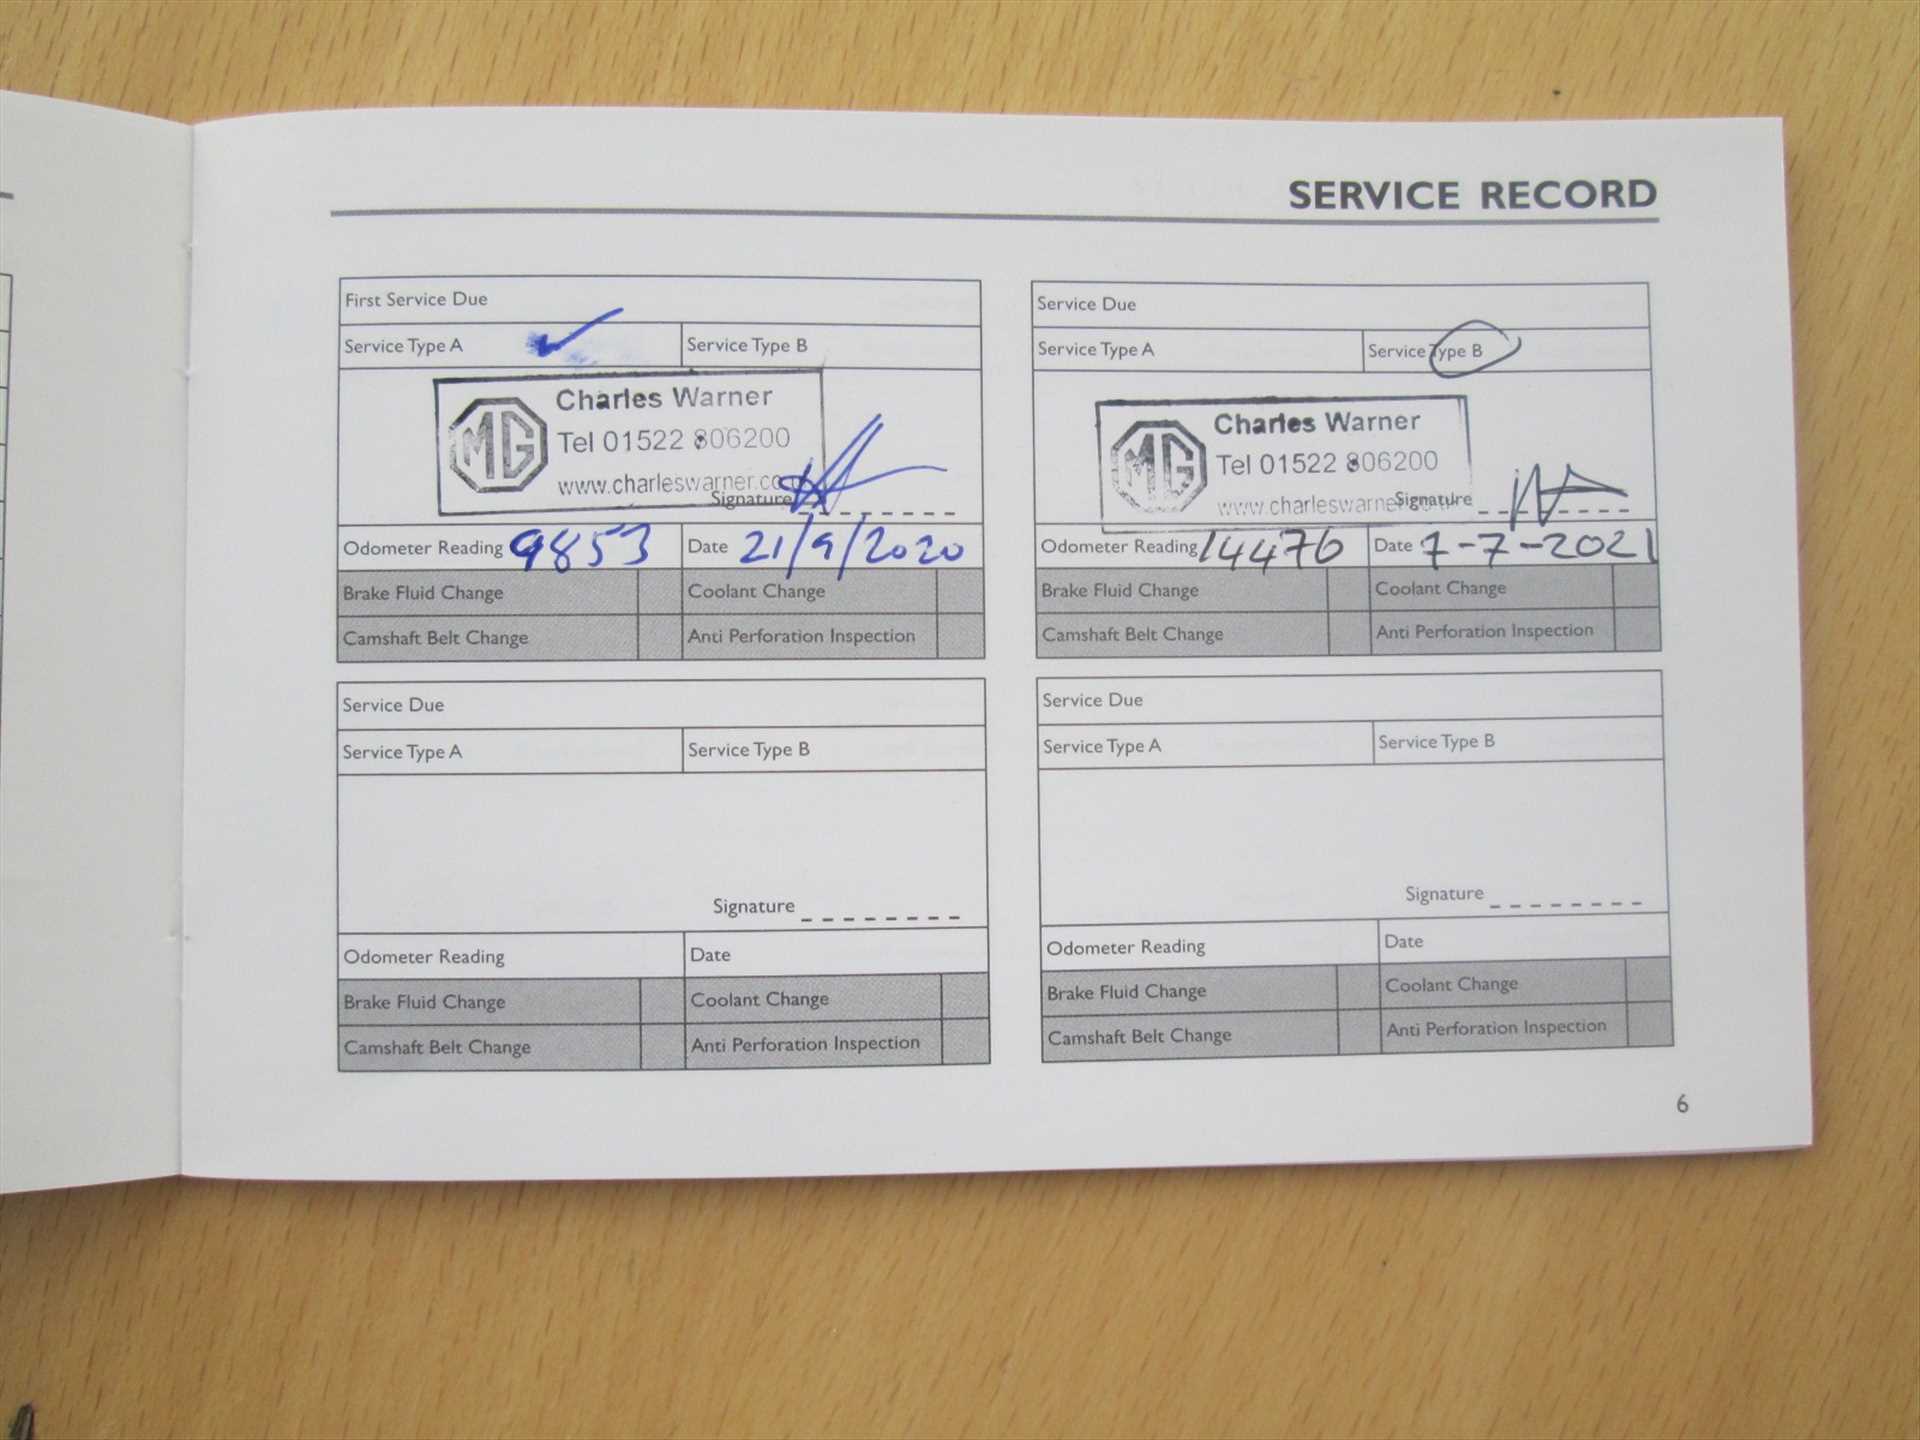 SERVICE RECORD
First Service Due
Service Type A Service Type B
MG
Charles Warner
Tel 01522 806200
www.charleswarner.co.u
Signature
Odometer Reading 9853 Date 21/9/2020
Brake Fluid Change Coolant Change
Camshaft Belt Change Anti Perforation Inspection
Service Due
Service Type A Service Type B
MG
Charles Warner
Tel 01522 806200
www.charleswarner
Signature
Odometer Reading 14476 Date 7-7-2021
Brake Fluid Change Coolant Change
Camshaft Belt Change Anti Perforation Inspection
Service Due
Service Type A Service Type B
Signature
Odometer Reading Date
Brake Fluid Change Coolant Change
Camshaft Belt Change Anti Perforation Inspection
Service Due
Service Type A Service Type B
Signature
Odometer Reading Date
Brake Fluid Change Coolant Change
Camshaft Belt Change Anti Perforation Inspection
6